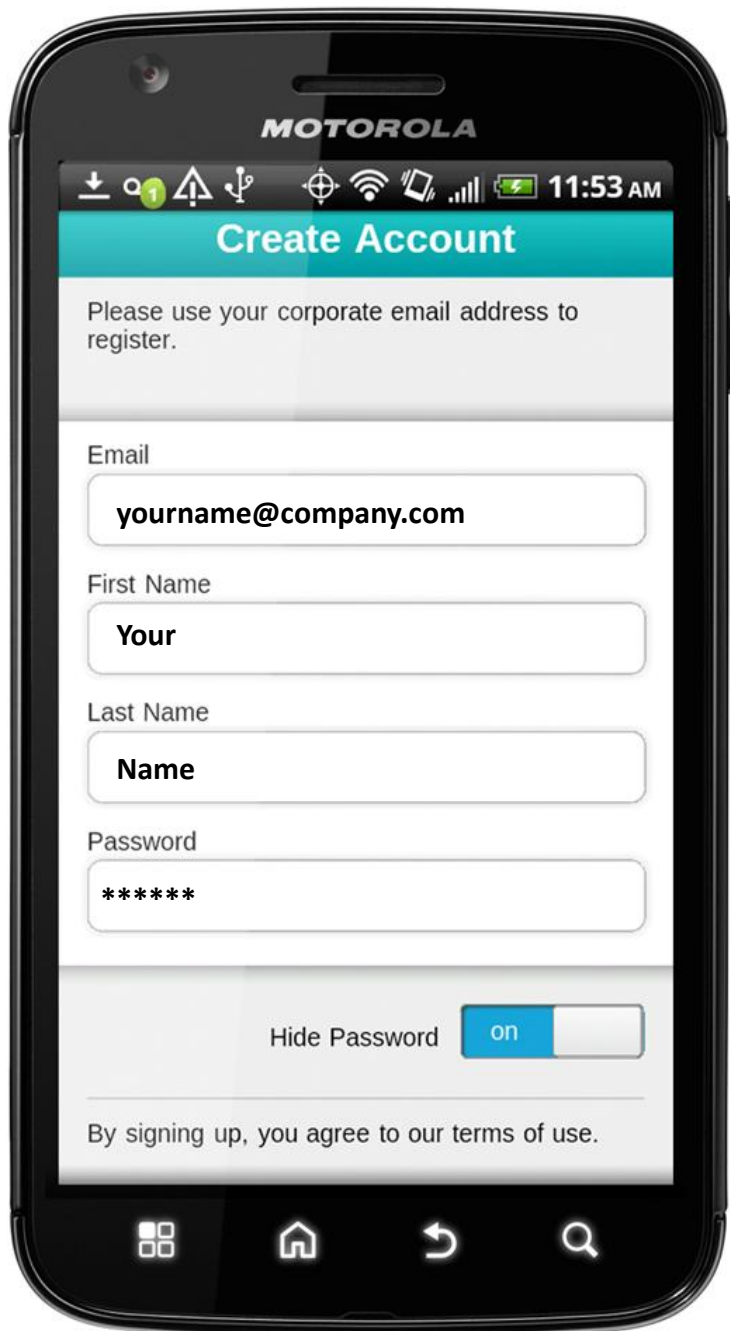 MOTOROLA
1 11:53 AM
Create Account
Please use your corporate email address to
register.
Email
yourname@company.com
First Name
Your
Last Name
Name
Password
******
Hide Password on
By signing up, you agree to our terms of use.